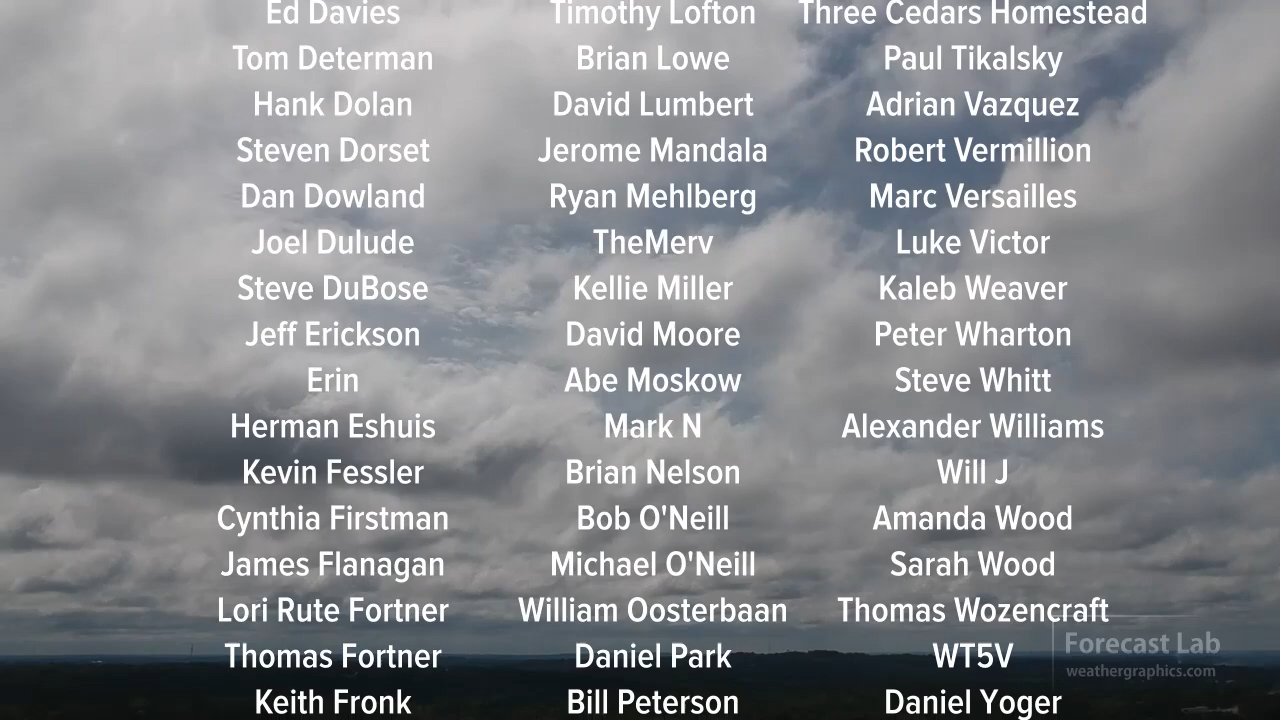 Ed Davies
Tom Determan
Hank Dolan
Steven Dorset
Dan Dowland
Joel Dulude
Steve DuBose
Jeff Erickson
Erin
Herman Eshuis
Kevin Fessler
Cynthia Firstman
James Flanagan
Lori Rute Fortner
Thomas Fortner
Keith Fronk
Timothy Lofton
Brian Lowe
David Lumbert
Jerome Mandala
Ryan Mehlberg
TheMerv
Kellie Miller
David Moore
Abe Moskow
Mark N
Brian Nelson
Bob O'Neill
Michael O'Neill
William Oosterbaan
Daniel Park
Bill Peterson
Three Cedars Homestead
Paul Tikalsky
Adrian Vazquez
Robert Vermillion
Marc Versailles
Luke Victor
Kaleb Weaver
Peter Wharton
Steve Whitt
Alexander Williams
Will J
Amanda Wood
Sarah Wood
Thomas Wozencraft
WT5V
Daniel Yoger
Forecast Lab
weathergraphics.com